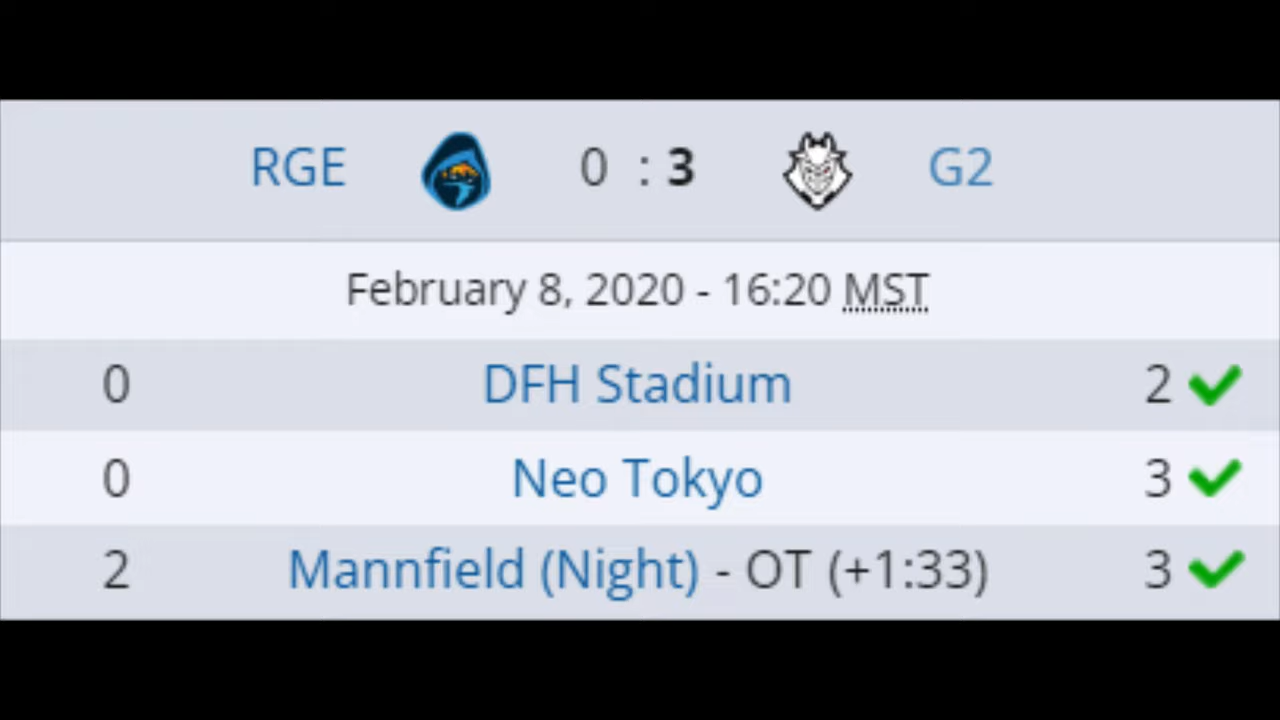 RGE 0 : 3 G2
February 8, 2020 - 16:20 MST
0 DFH Stadium 2
0 Neo Tokyo 3
2 Mannfield (Night) - OT (+1:33) 3